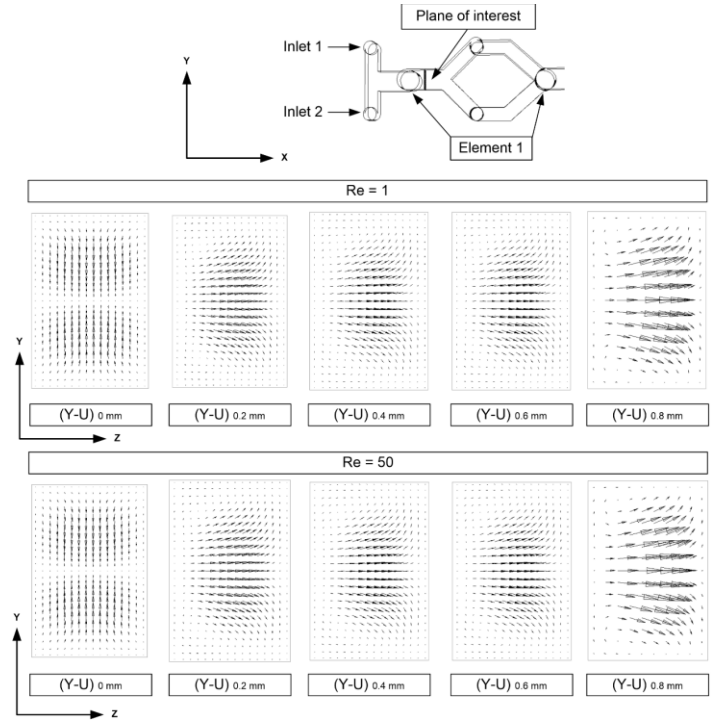 Plane of interest
Y
Inlet 1
Inlet 2
Element 1
X
Re = 1
Y
(Y-U) 0 mm
(Y-U) 0.2 mm
(Y-U) 0.4 mm
(Y-U) 0.6 mm
(Y-U) 0.8 mm
Z
Re = 50
Y
(Y-U) 0 mm
(Y-U) 0.2 mm
(Y-U) 0.4 mm
(Y-U) 0.6 mm
(Y-U) 0.8 mm
Z